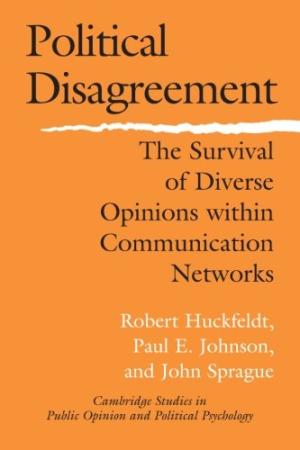 Political
Disagreement
The Survival
of Diverse
Opinions within
Communication
Networks
Robert Huckfeldt,
Paul E. Johnson,
and John Sprague
Cambridge Studies in
Public Opinion and Political Psychology